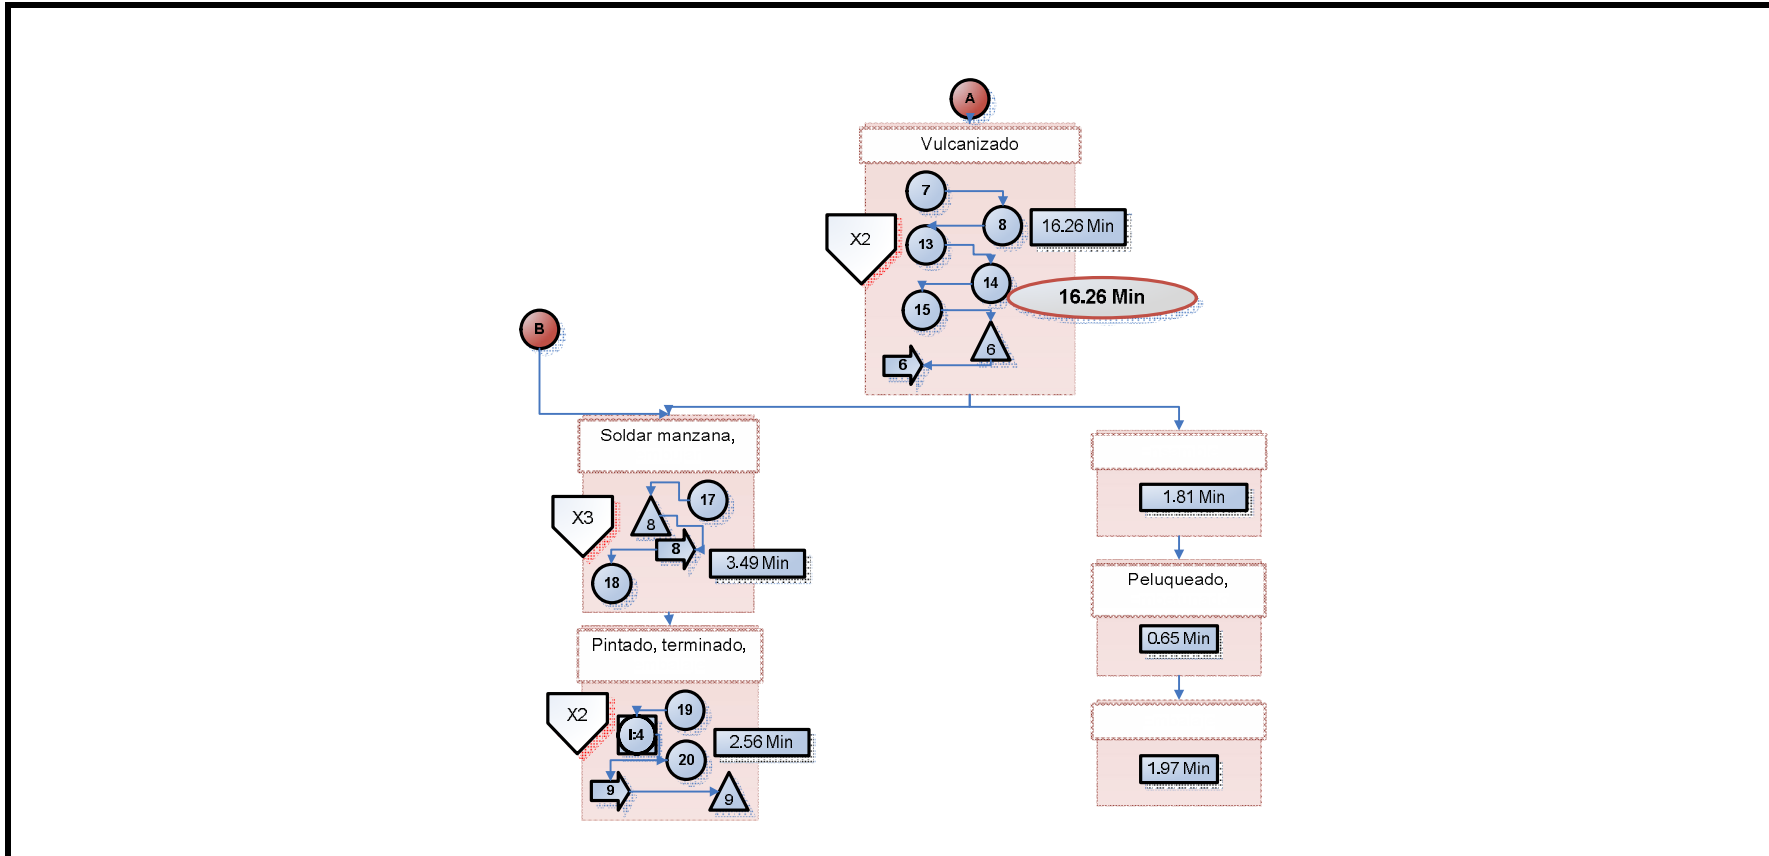 A
Vulcanizado
7
8
16.26 Min
X2
13
14
16.26 Min
15
6
6
B
Soldar manzana,
17
X3
8
8
3.49 Min
18
Pintado, terminado,
19
X2
I:4
2.56 Min
20
9
9
1.81 Min
Peluqueado,
0.65 Min
1.97 Min